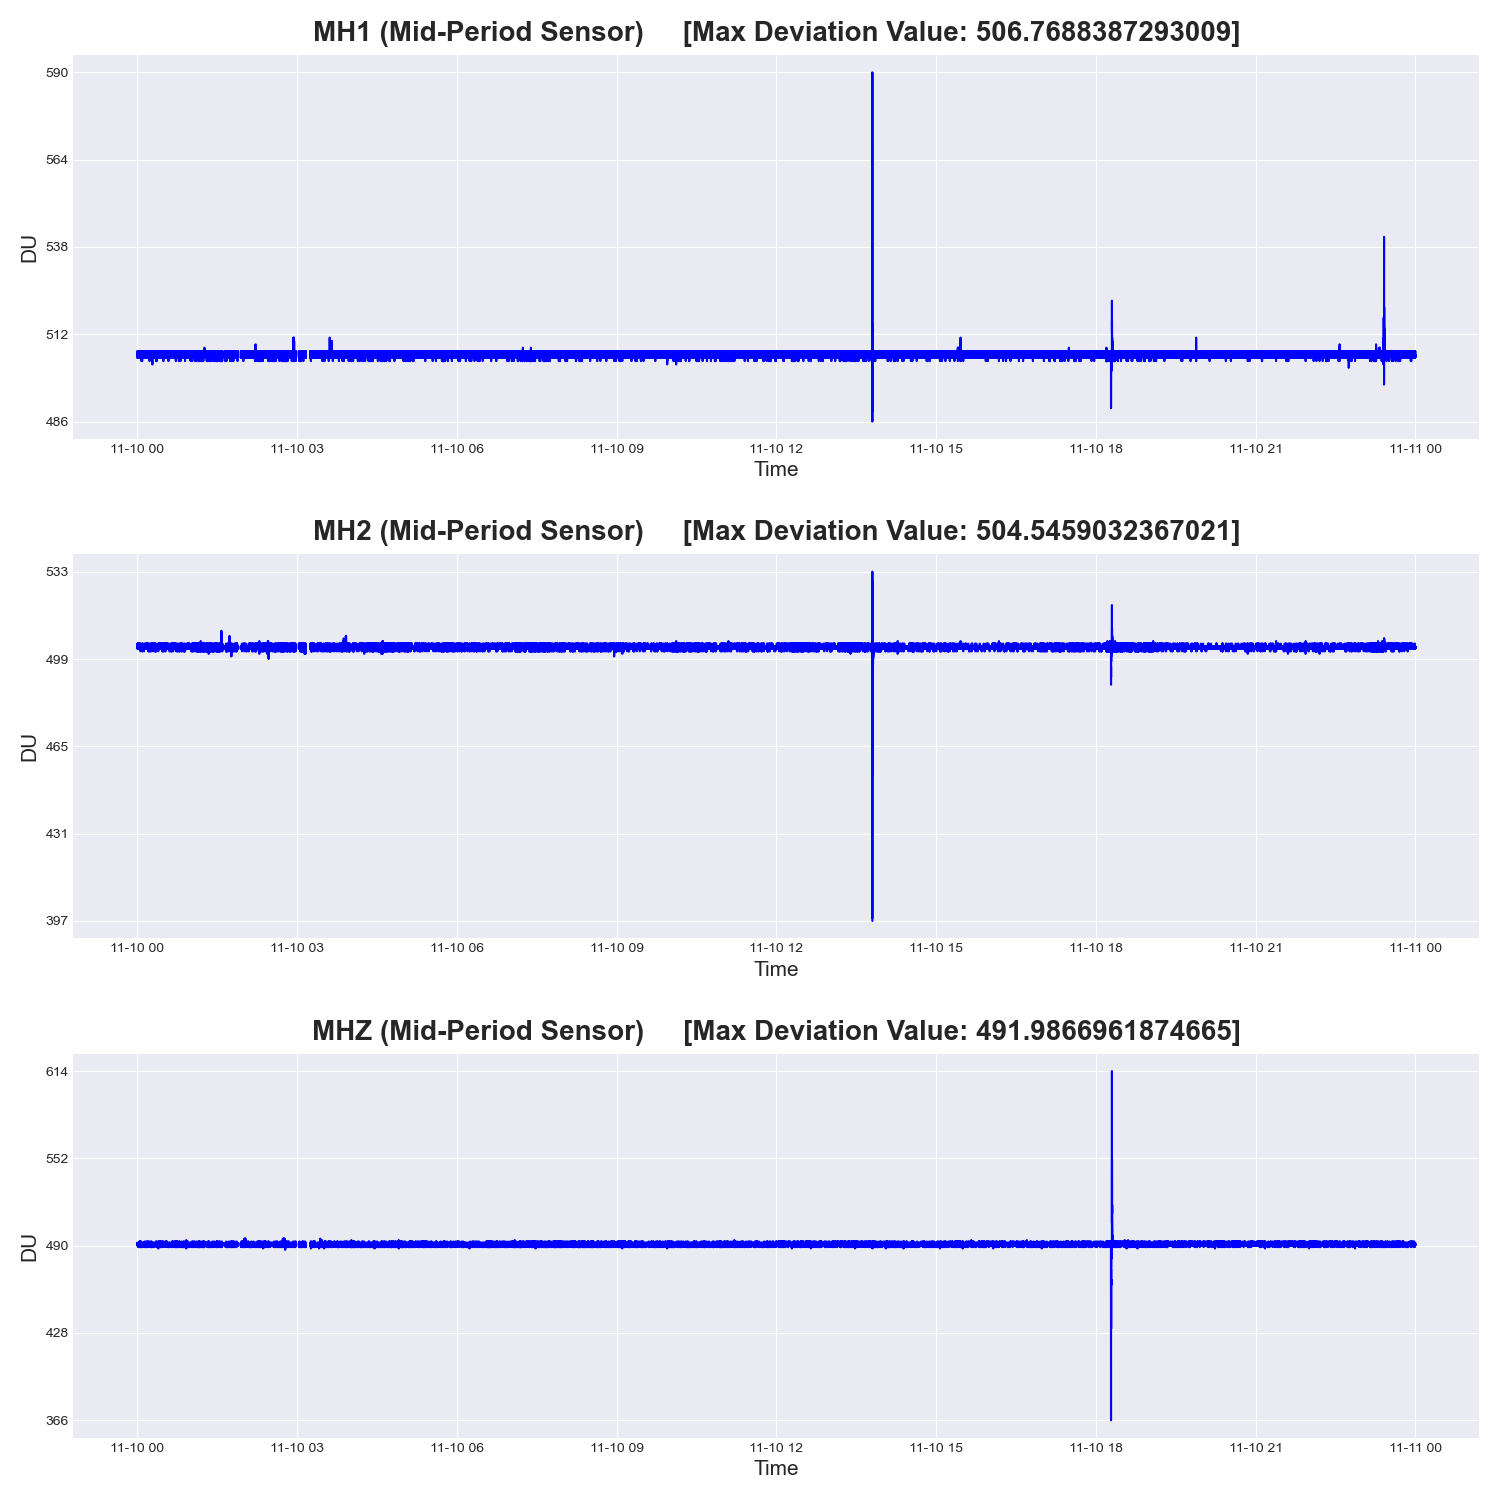 MH1 (Mid-Period Sensor) [Max Deviation Value: 506.7688387293009]
590
564
538
512
486
DU
11-10 00 11-10 03 11-10 06 11-10 09 11-10 12 11-10 15 11-10 18 11-10 21 11-11 00
Time
MH2 (Mid-Period Sensor) [Max Deviation Value: 504.5459032367021]
533
499
465
431
397
DU
11-10 00 11-10 03 11-10 06 11-10 09 11-10 12 11-10 15 11-10 18 11-10 21 11-11 00
Time
MHZ (Mid-Period Sensor) [Max Deviation Value: 491.9866961874665]
614
552
490
428
366
DU
11-10 00 11-10 03 11-10 06 11-10 09 11-10 12 11-10 15 11-10 18 11-10 21 11-11 00
Time